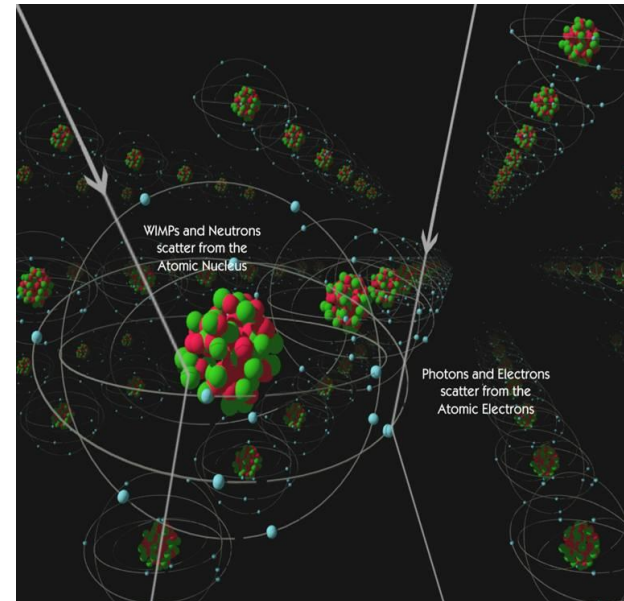 WIMPs and Neutrons
scatter from the
Atomic Nucleus
Photons and Electrons
scatter from the
Atomic Electrons